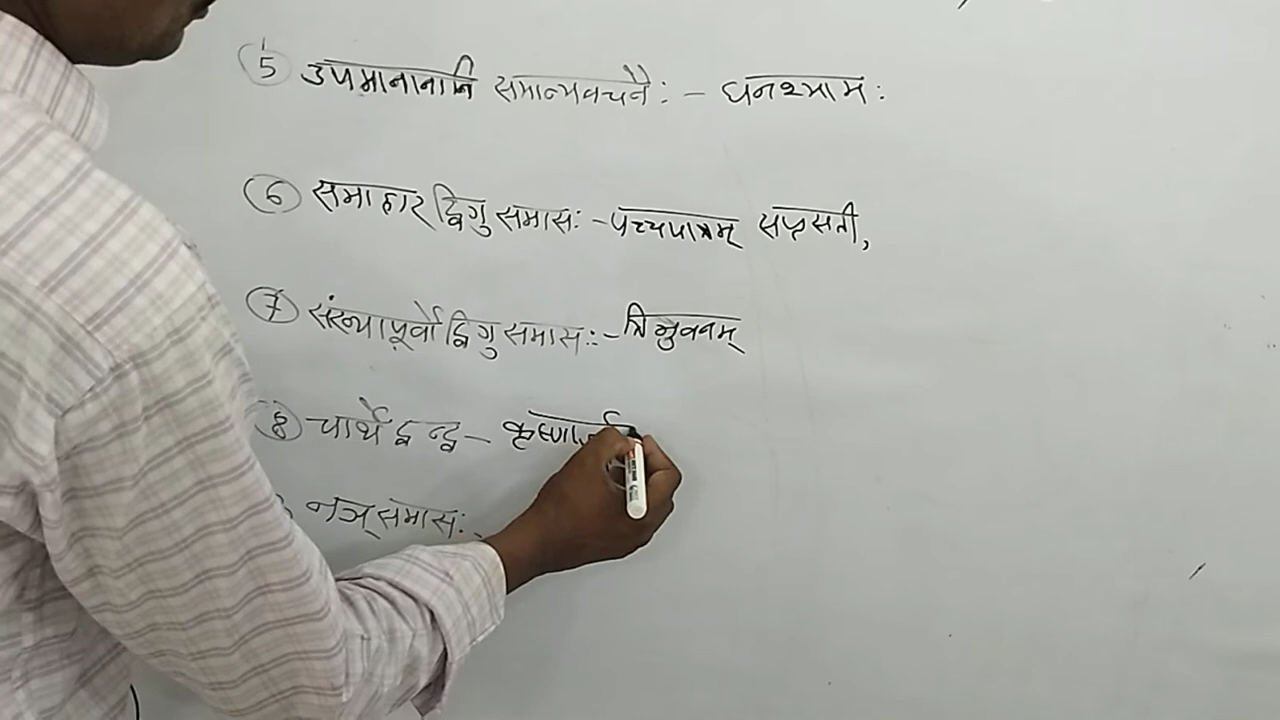 5 उपमानानानि समान्यवचनैः - घनश्यामः
6 समाहार द्विगु समासः - पञ्चपात्रम् सप्तसती,
7 संख्यापूर्वो द्विगु समासः - त्रिभुवनम्
8 चार्थे द्वन्द्व -
नञ् समासः -